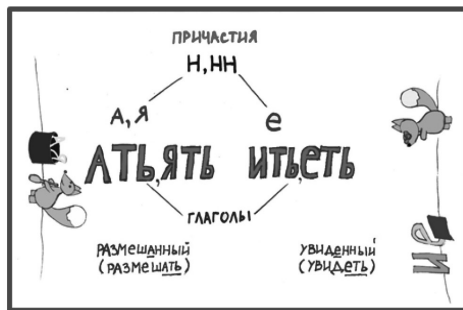 ПРИЧАСТИЯ
Н, НН
А, Я
е
АТЬ, ЯТЬ
ИТЬ, ЕТЬ
ГЛАГОЛЫ
РАЗМЕШАННЫЙ
(РАЗМЕШАТЬ)
УВИДЕННЫЙ
(УВИДЕТЬ)